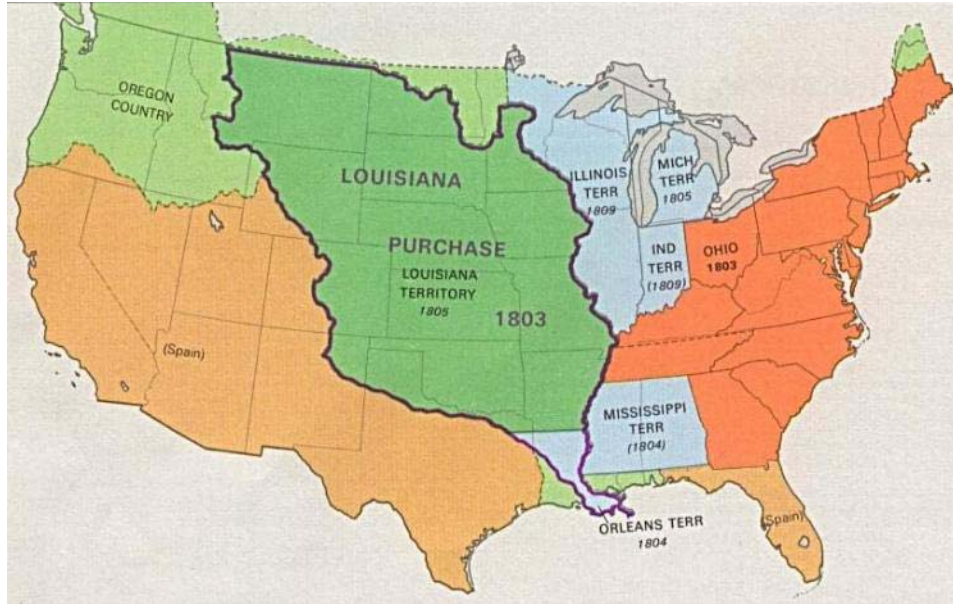 OREGON
COUNTRY
LOUISIANA
PURCHASE
LOUISIANA
TERRITORY
1805
1803
ILLINOIS
TERR
1809
MICH
TERR
1805
IND
TERR
(1809)
OHIO
1803
(Spain)
MISSISSIPPI
TERR
(1804)
ORLEANS TERR
1804
(Spain)